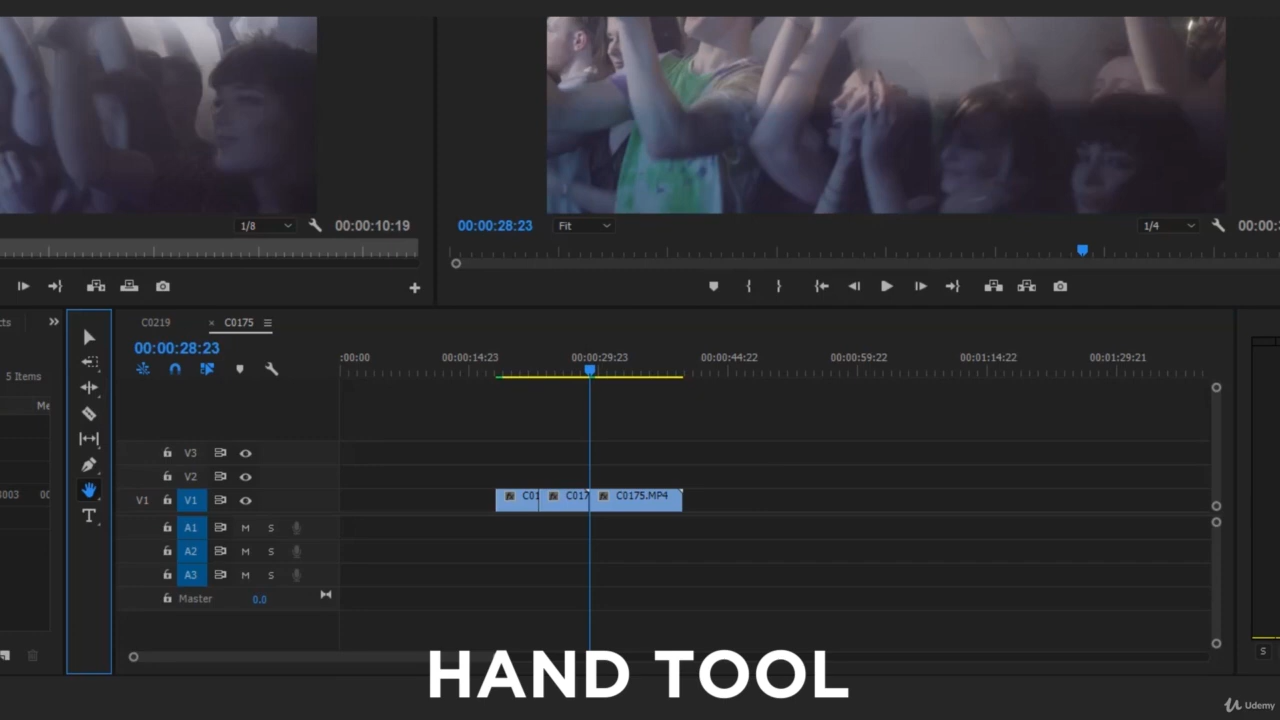 1/8 00:00:10:19
00:00:28:23 Fit 1/4 00:00:
C0219 × C0175
00:00:28:23
5 Items
Me
:00:00 00:00:14:23 00:00:29:23 00:00:44:22 00:00:59:22 00:01:14:22 00:01:29:21
V3
V2
V1 V1 C01 C017 C0175.MP4
A1 M S
A2 M S
A3 M S
Master 0.0
T
S
HAND TOOL
Udemy